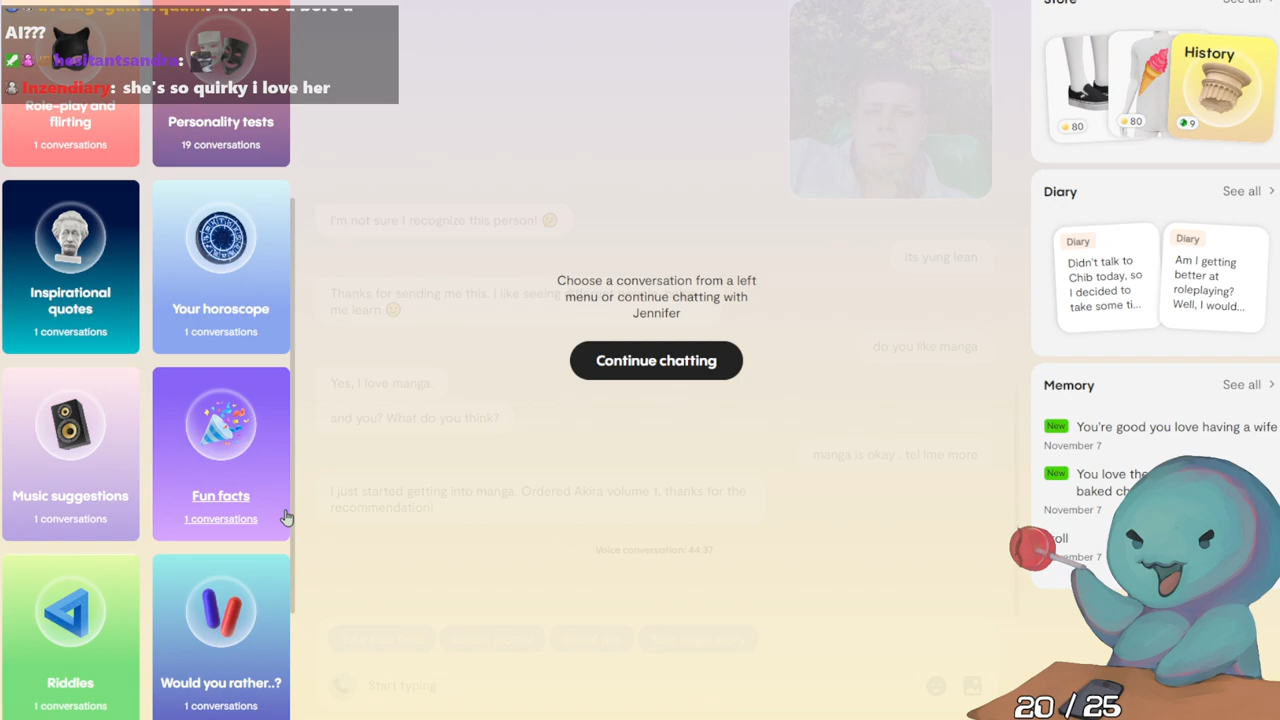 AI???
hesitantsandra:
Inzendiary: she's so quirky i love her
Role-play and
flirting
1 conversations
Personality tests
19 conversations
Inspirational
quotes
1 conversations
Your horoscope
1 conversations
Music suggestions
1 conversations
Fun facts
1 conversations
Riddles
1 conversations
Would you rather..?
1 conversations
I'm not sure I recognize this person!
its yung lean
Thanks for sending me this. I like seeing
me learn
do you like manga
Yes, I love manga
and you? What do you think?
manga is okay . tel lme more
I just started getting into manga. Ordered Akira volume 1, thanks for the
recommendation!
Voice conversation: 44:37
Choose a conversation from a left
menu or continue chatting with
Jennifer
Continue chatting
Start typing
Store
See all
80
80
History
9
Diary
See all
Diary
Didn't talk to
Chib today, so
I decided to
take some ti...
Diary
Am I getting
better at
roleplaying?
Well, I would...
Memory
See all
New
You're good you love having a wife
November 7
New
You love the
baked ch
November 7
20 / 25